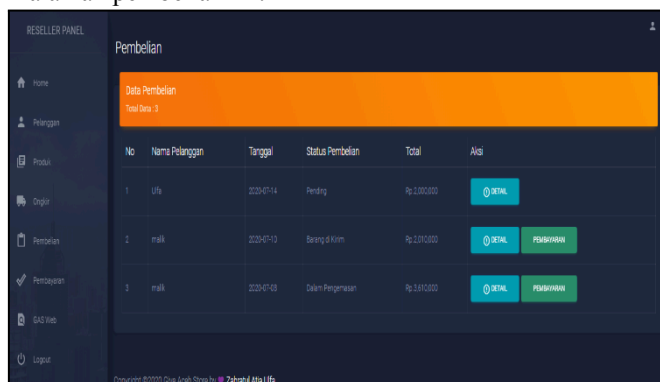 RESELLER PANEL
Home
Pelanggan
Produk
Ongkir
Pembelian
Pembayaran
GAS Web
Logout
Pembelian
Data Pembelian
Total Data : 3
No Nama Pelanggan Tanggal Status Pembelian Total Aksi
1 Ulfa 2020-07-14 Pending Rp.2,000,000 DETAIL
2 malik 2020-07-10 Barang di Kirim Rp.2,010,000 DETAIL PEMBAYARAN
3 malik 2020-07-08 Dalam Pengemasan Rp.3,610,000 DETAIL PEMBAYARAN
Copyright ©2020 Aceh Store by Zahratul Atia Ulfa